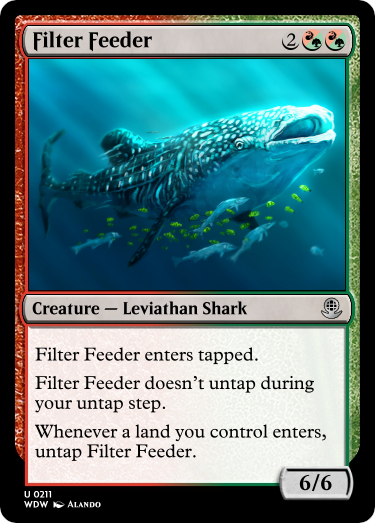 Filter Feeder 2
Creature — Leviathan Shark
Filter Feeder enters tapped.
Filter Feeder doesn't untap during
your untap step.
Whenever a land you control enters,
untap Filter Feeder.
6/6
U 0211
WDW Alando